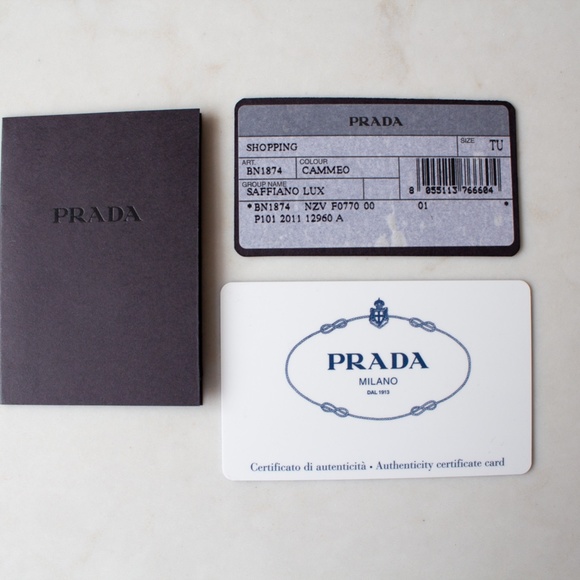 PRADA
PRADA
SHOPPING
SIZE TU
ART. COLOUR
BN1874 CAMMEO
GROUP NAME
SAFFIANO LUX
8 055113 766604
*BN1874 NZV F0770 00 01 *
P101 2011 12960 A
PRADA
MILANO
DAL 1913
Certificato di autenticità • Authenticity certificate card